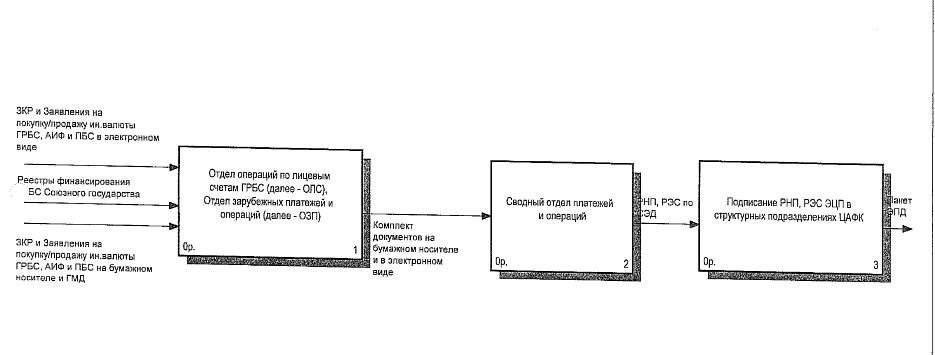 ЗКР и Заявления на
покупку/продажу ин.валюты
ГРБС, АИФ и ПБС в электронном
виде
Реестры финансирования
БС Союзного государства
ЗКР и Заявления на
покупку/продажу ин.валюты
ГРБС, АИФ и ПБС на бумажном
носителе и ГМД
Отдел операций по лицевым
счетам ГРБС (далее - ОЛС),
Отдел зарубежных платежей и
операций (далее - ОЗП)
0р.
1
Комплект
документов на
бумажном носителе
и в электронном
виде
Сводный отдел платежей
и операций
0р.
2
РНП, РЭС по
СЭД
Подписание РНП, РЭС ЭЦП в
структурных подразделениях ЦАФК
0р.
3
Пакет
ЭПД